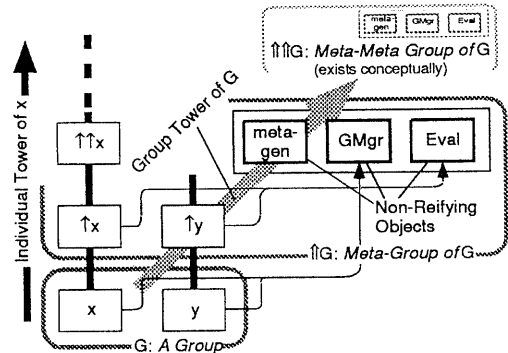 meta-gen
GMgr
Eval
⇑⇑G: Meta-Meta Group of G
(exists conceptually)
Individual Tower of x
Group Tower of G
↑↑x
meta-
gen
GMgr
Eval
↑x
↑y
Non-Reifying
Objects
⇑G: Meta-Group of G
x
y
G: A Group